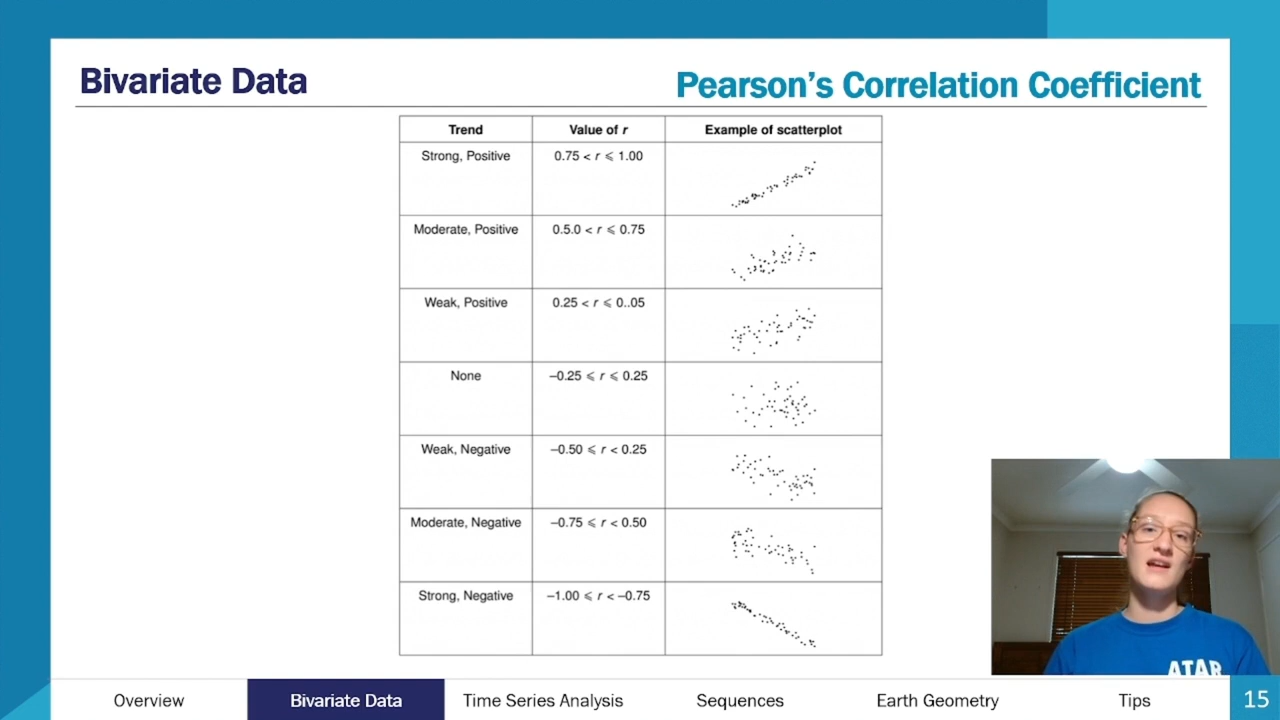 Bivariate Data
Pearson's Correlation Coefficient
Trend Value of r Example of scatterplot
Strong, Positive 0.75 < r ⩽ 1.00
Moderate, Positive 0.5.0 < r ⩽ 0.75
Weak, Positive 0.25 < r ⩽ 0..05
None –0.25 ⩽ r ⩽ 0.25
Weak, Negative –0.50 ⩽ r < 0.25
Moderate, Negative –0.75 ⩽ r < 0.50
Strong, Negative –1.00 ⩽ r < –0.75
ATAR
Overview Bivariate Data Time Series Analysis Sequences Earth Geometry Tips 15